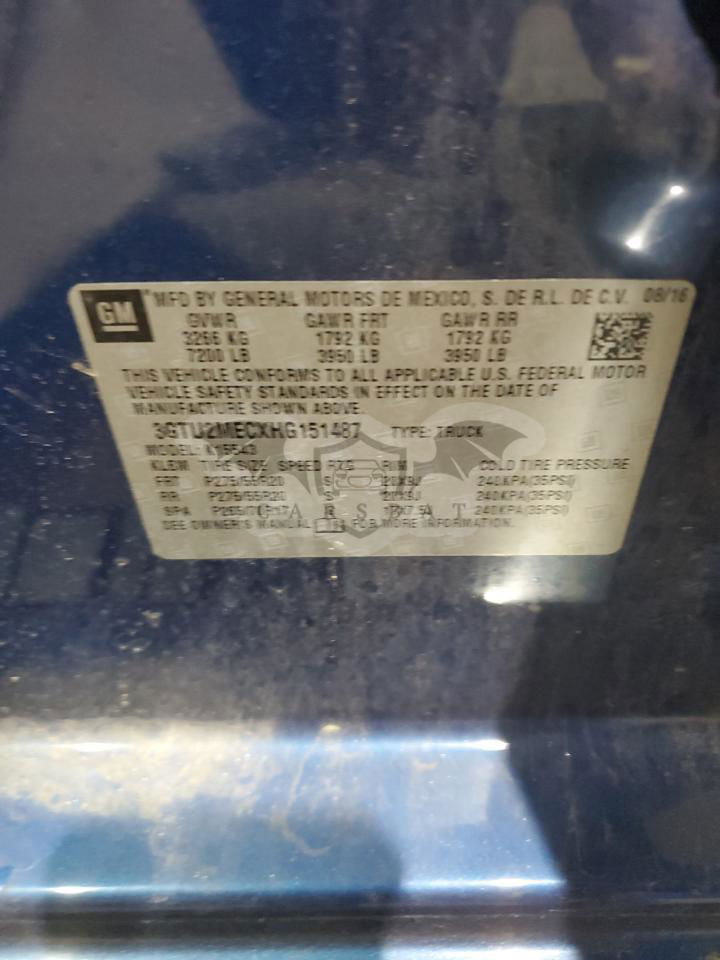 GM
MFD BY GENERAL MOTORS DE MEXICO, S. DE R.L. DE C.V. 08/16
GVWR GAWR FRT GAWR RR
3266 KG 1792 KG 1792 KG
7200 LB 3950 LB 3950 LB
THIS VEHICLE CONFORMS TO ALL APPLICABLE U.S. FEDERAL MOTOR
VEHICLE SAFETY STANDARDS IN EFFECT ON THE DATE OF
MANUFACTURE SHOWN ABOVE.
3GTU2MECXHG151487 TYPE: TRUCK
MODEL: K15543
TIRE SIZE SPEED RTG RIM COLD TIRE PRESSURE
FRT P275/55R20 S 20X9J 240KPA(35PSI)
RR P275/55R20 S 20X9J 240KPA(35PSI)
SPA 240KPA(35PSI)
CARSBAT
SEE OWNER'S MANUAL FOR MORE INFORMATION.